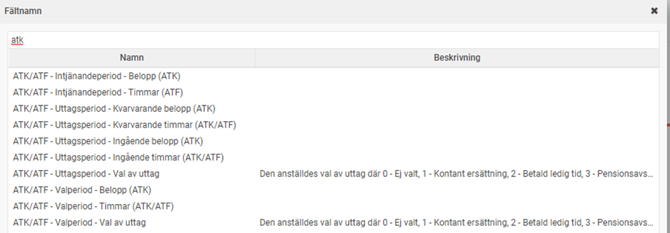 Fältnamn ✖
atk
Namn Beskrivning
ATK/ATF - Intjänandeperiod - Belopp (ATK)
ATK/ATF - Intjänandeperiod - Timmar (ATF)
ATK/ATF - Uttagsperiod - Kvarvarande belopp (ATK)
ATK/ATF - Uttagsperiod - Kvarvarande timmar (ATK/ATF)
ATK/ATF - Uttagsperiod - Ingående belopp (ATK)
ATK/ATF - Uttagsperiod - Ingående timmar (ATK/ATF)
ATK/ATF - Uttagsperiod - Val av uttag Den anställdes val av uttag där 0 - Ej valt, 1 - Kontant ersättning, 2 - Betald ledig tid, 3 - Pensionsavs...
ATK/ATF - Valperiod - Belopp (ATK)
ATK/ATF - Valperiod - Timmar (ATK/ATF)
ATK/ATF - Valperiod - Val av uttag Den anställdes val av uttag där 0 - Ej valt, 1 - Kontant ersättning, 2 - Betald ledig tid, 3 - Pensionsavs...